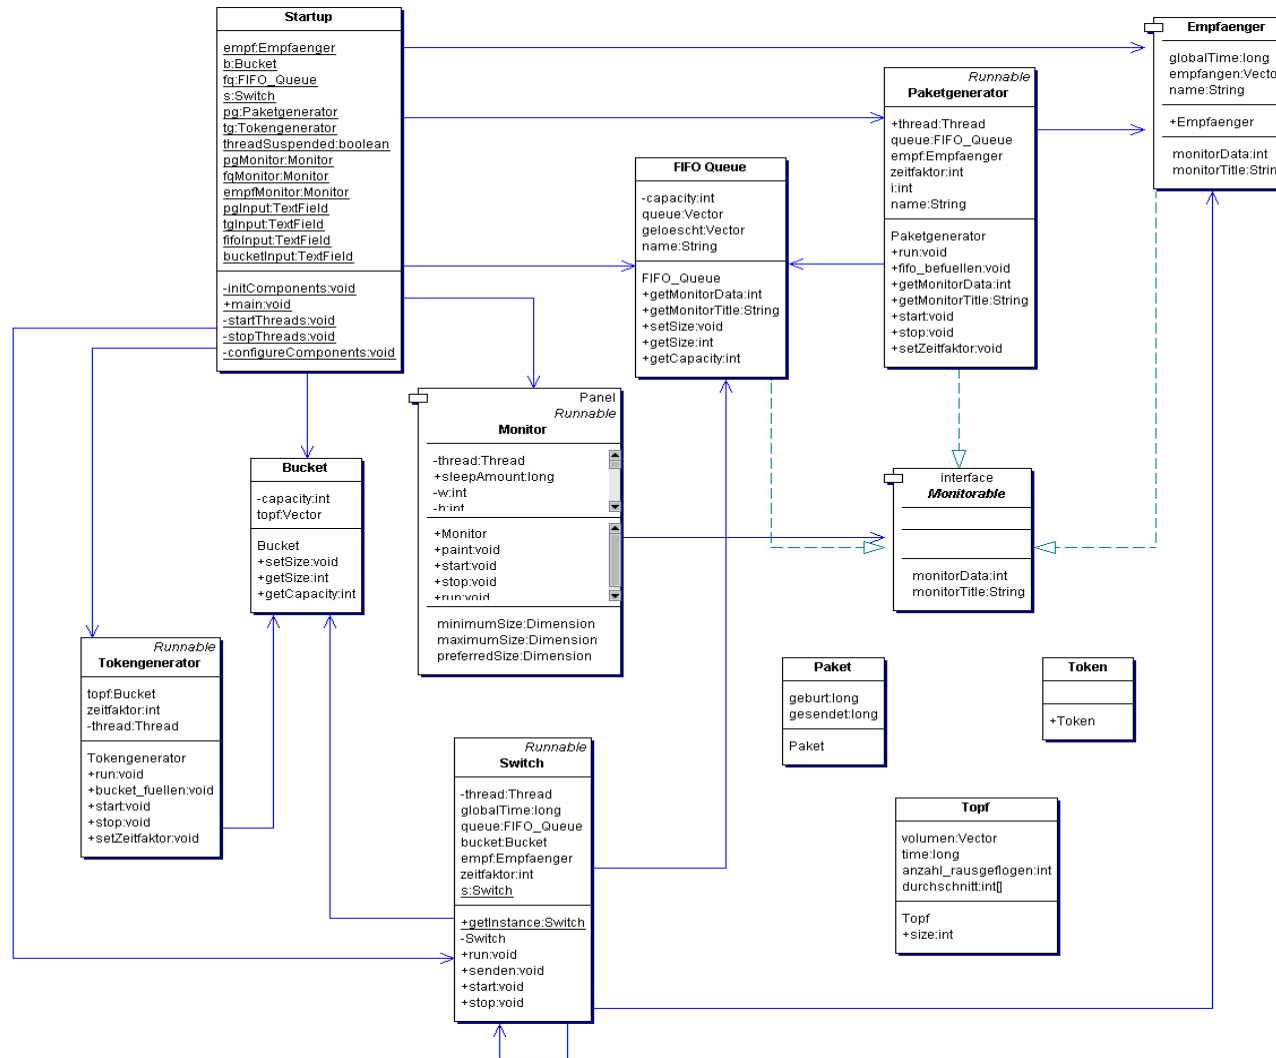 Startup
empf:Empfaenger
b:Bucket
fq:FIFO_Queue
s:Switch
pg:Paketgenerator
tg:Tokengenerator
threadSuspended:boolean
pgMonitor:Monitor
fqMonitor:Monitor
empfMonitor:Monitor
pgInput:TextField
tgInput:TextField
fifoInput:TextField
bucketInput:TextField
-initComponents:void
+main:void
-startThreads:void
-stopThreads:void
-configureComponents:void
Empfaenger
globalTime:long
empfangen:Vecto
name:String
+Empfaenger
monitorData:int
monitorTitle:Strin
Runnable
Paketgenerator
+thread:Thread
queue:FIFO_Queue
empf:Empfaenger
zeitfaktor:int
i:int
name:String
Paketgenerator
+run:void
+fifo_befuellen:void
+getMonitorData:int
+getMonitorTitle:String
+start:void
+stop:void
+setZeitfaktor:void
FIFO Queue
-capacity:int
queue:Vector
geloescht:Vector
name:String
FIFO_Queue
+getMonitorData:int
+getMonitorTitle:String
+setSize:void
+getSize:int
+getCapacity:int
Panel
Runnable
Monitor
-thread:Thread
+sleepAmount:long
-w:int
-h:int
+Monitor
+paint:void
+start:void
+stop:void
+run:void
minimumSize:Dimension
maximumSize:Dimension
preferredSize:Dimension
Bucket
-capacity:int
topf:Vector
Bucket
+setSize:void
+getSize:int
+getCapacity:int
interface
Monitorable
monitorData:int
monitorTitle:String
Runnable
Tokengenerator
topf:Bucket
zeitfaktor:int
-thread:Thread
Tokengenerator
+run:void
+bucket_fuellen:void
+start:void
+stop:void
+setZeitfaktor:void
Paket
geburt:long
gesendet:long
Paket
Token
+Token
Runnable
Switch
-thread:Thread
globalTime:long
queue:FIFO_Queue
bucket:Bucket
empf:Empfaenger
zeitfaktor:int
s:Switch
+getInstance:Switch
-Switch
+run:void
+senden:void
+start:void
+stop:void
Topf
volumen:Vector
time:long
anzahl_rausgeflogen:int
durchschnitt:int[]
Topf
+size:int